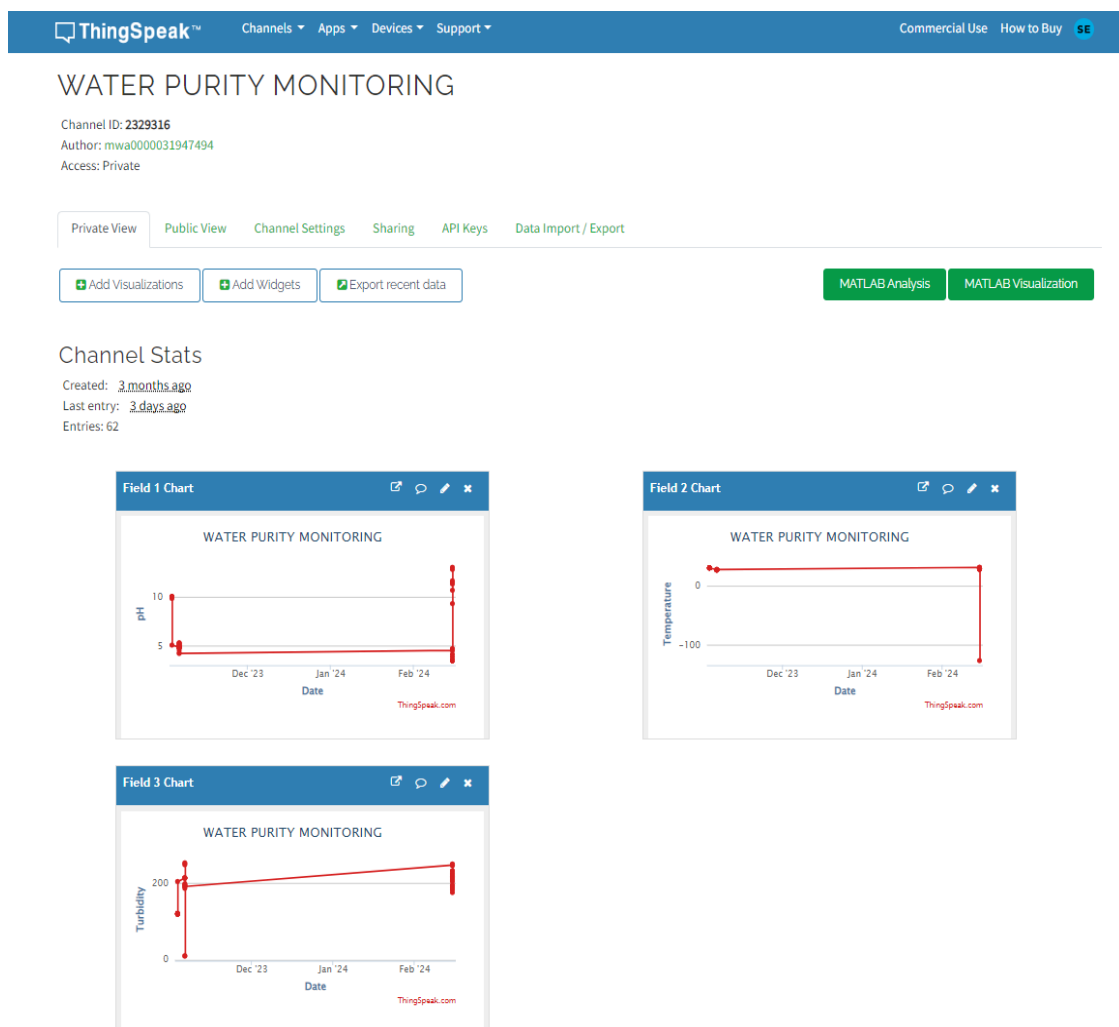 ThingSpeak™ Channels Apps Devices Support Commercial Use How to Buy SE
WATER PURITY MONITORING
Channel ID: 2329316
Author: mwa0000031947494
Access: Private
Private View Public View Channel Settings Sharing API Keys Data Import / Export
Add Visualizations Add Widgets Export recent data MATLAB Analysis MATLAB Visualization
Channel Stats
Created: 3 months ago
Last entry: 3 days ago
Entries: 62
Field 1 Chart
WATER PURITY MONITORING
pH
10
5
Dec '23 Jan '24 Feb '24
Date
ThingSpeak.com
Field 2 Chart
WATER PURITY MONITORING
Temperature
0
-100
Dec '23 Jan '24 Feb '24
Date
ThingSpeak.com
Field 3 Chart
WATER PURITY MONITORING
Turbidity
200
0
Dec '23 Jan '24 Feb '24
Date
ThingSpeak.com